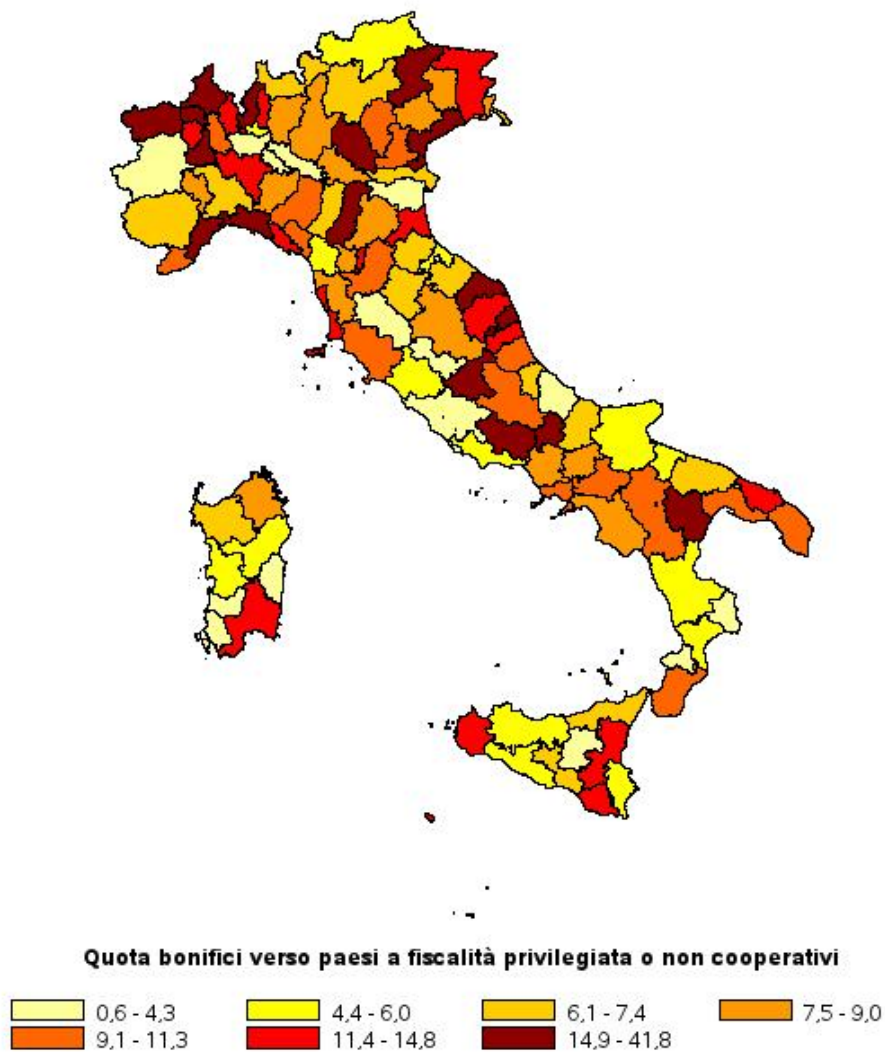 Quota bonifici verso paesi a fiscalità privilegiata o non cooperativi
0,6 - 4,3 4,4 - 6,0 6,1 - 7,4 7,5 - 9,0
9,1 - 11,3 11,4 - 14,8 14,9 - 41,8